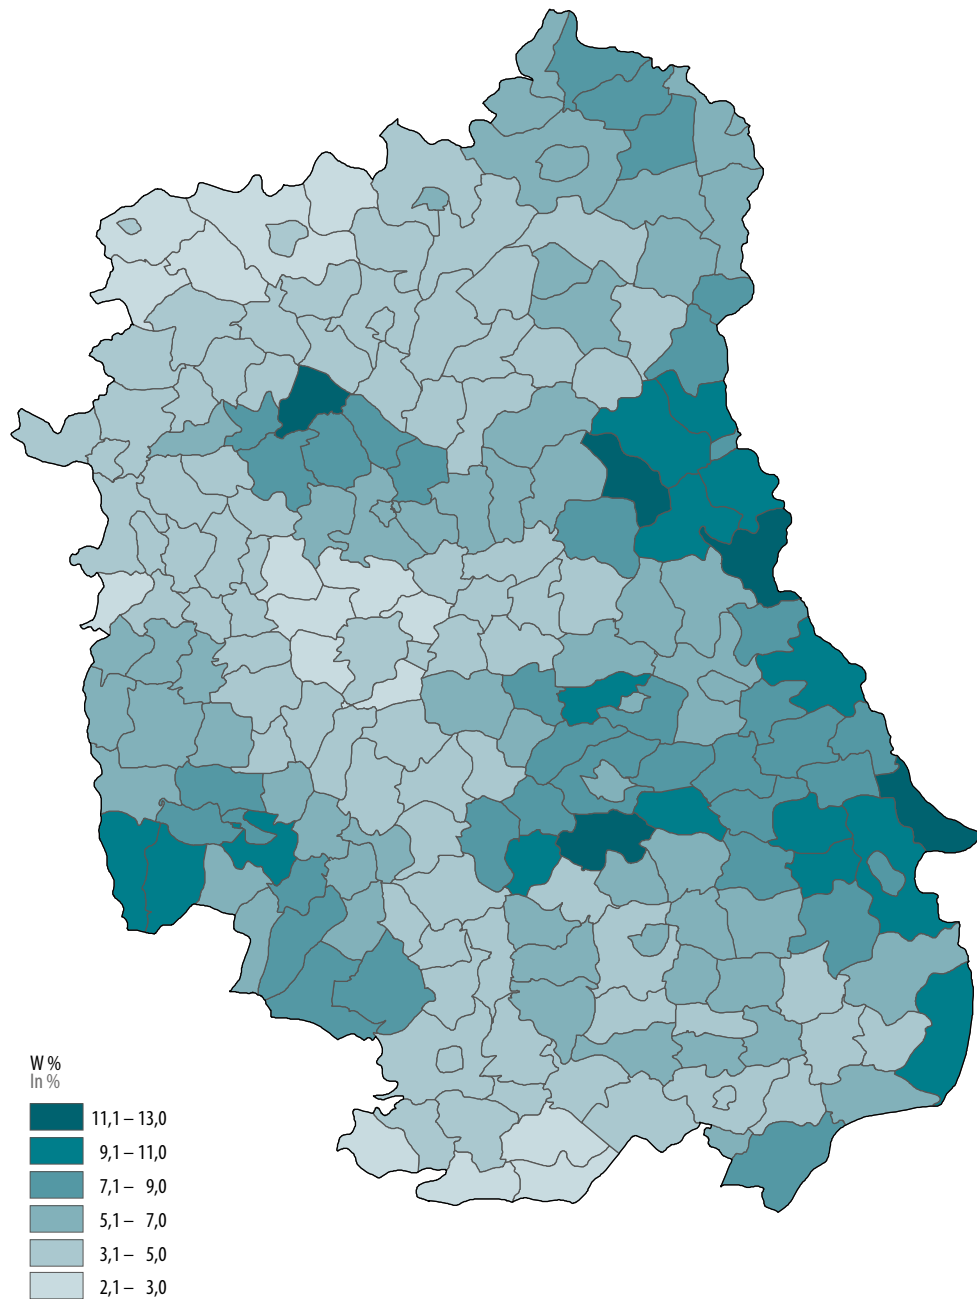 W %
In %
11,1 – 13,0
9,1 – 11,0
7,1 – 9,0
5,1 – 7,0
3,1 – 5,0
2,1 – 3,0